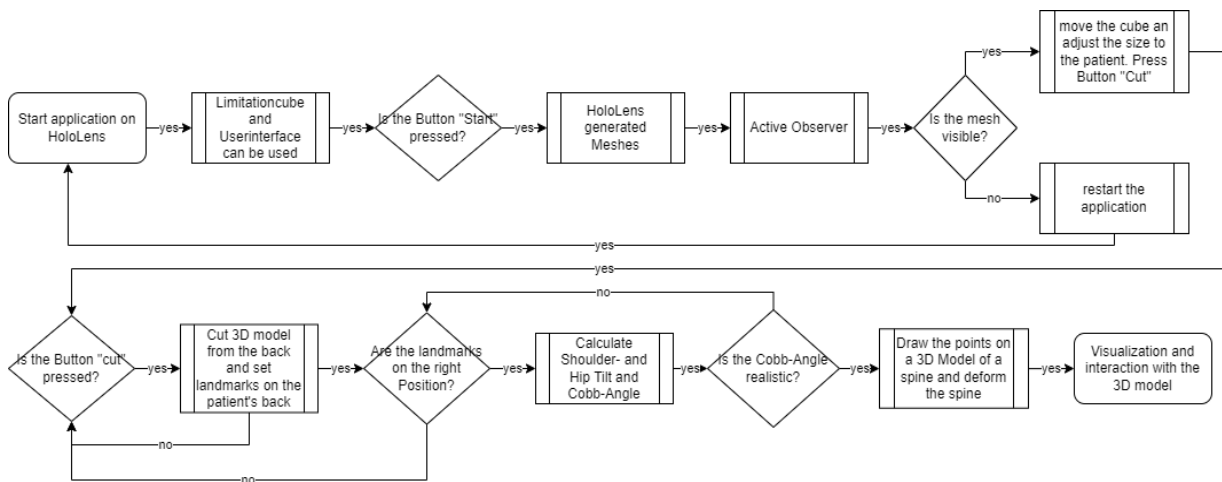 Start application on
HoloLens
yes
Limitationcube
and
Userinterface
can be used
yes
Is the Button "Start"
pressed?
yes
HoloLens
generated
Meshes
yes
Active Observer
yes
Is the mesh
visible?
yes
move the cube an
adjust the size to
the patient. Press
Button "Cut"
no
restart the
application
yes
yes
Is the Button "cut"
pressed?
yes
Cut 3D model
from the back
and set
landmarks on the
patient's back
no
yes
Are the landmarks
on the right
Position?
no
yes
Calculate
Shoulder- and
Hip Tilt and
Cobb-Angle
yes
Is the Cobb-Angle
realistic?
no
yes
Draw the points on
a 3D Model of a
spine and deform
the spine
yes
Visualization and
interaction with the
3D model